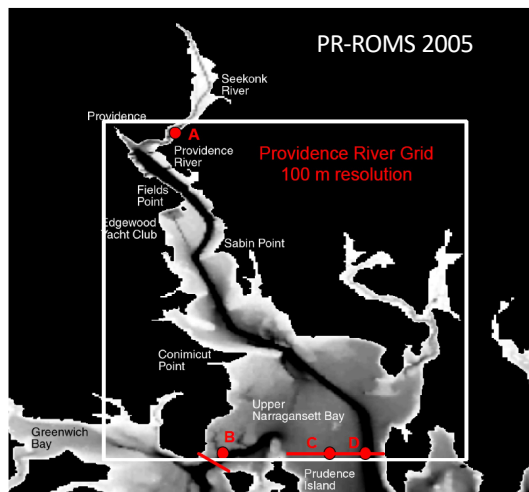 PR-ROMS 2005
Seekonk
River
Providence
A
Providence
River
Providence River Grid
100 m resolution
Fields
Point
Edgewood
Yacht Club
Sabin Point
Conimicut
Point
Upper
Narragansett Bay
Greenwich
Bay
B
C
D
Prudence
Island